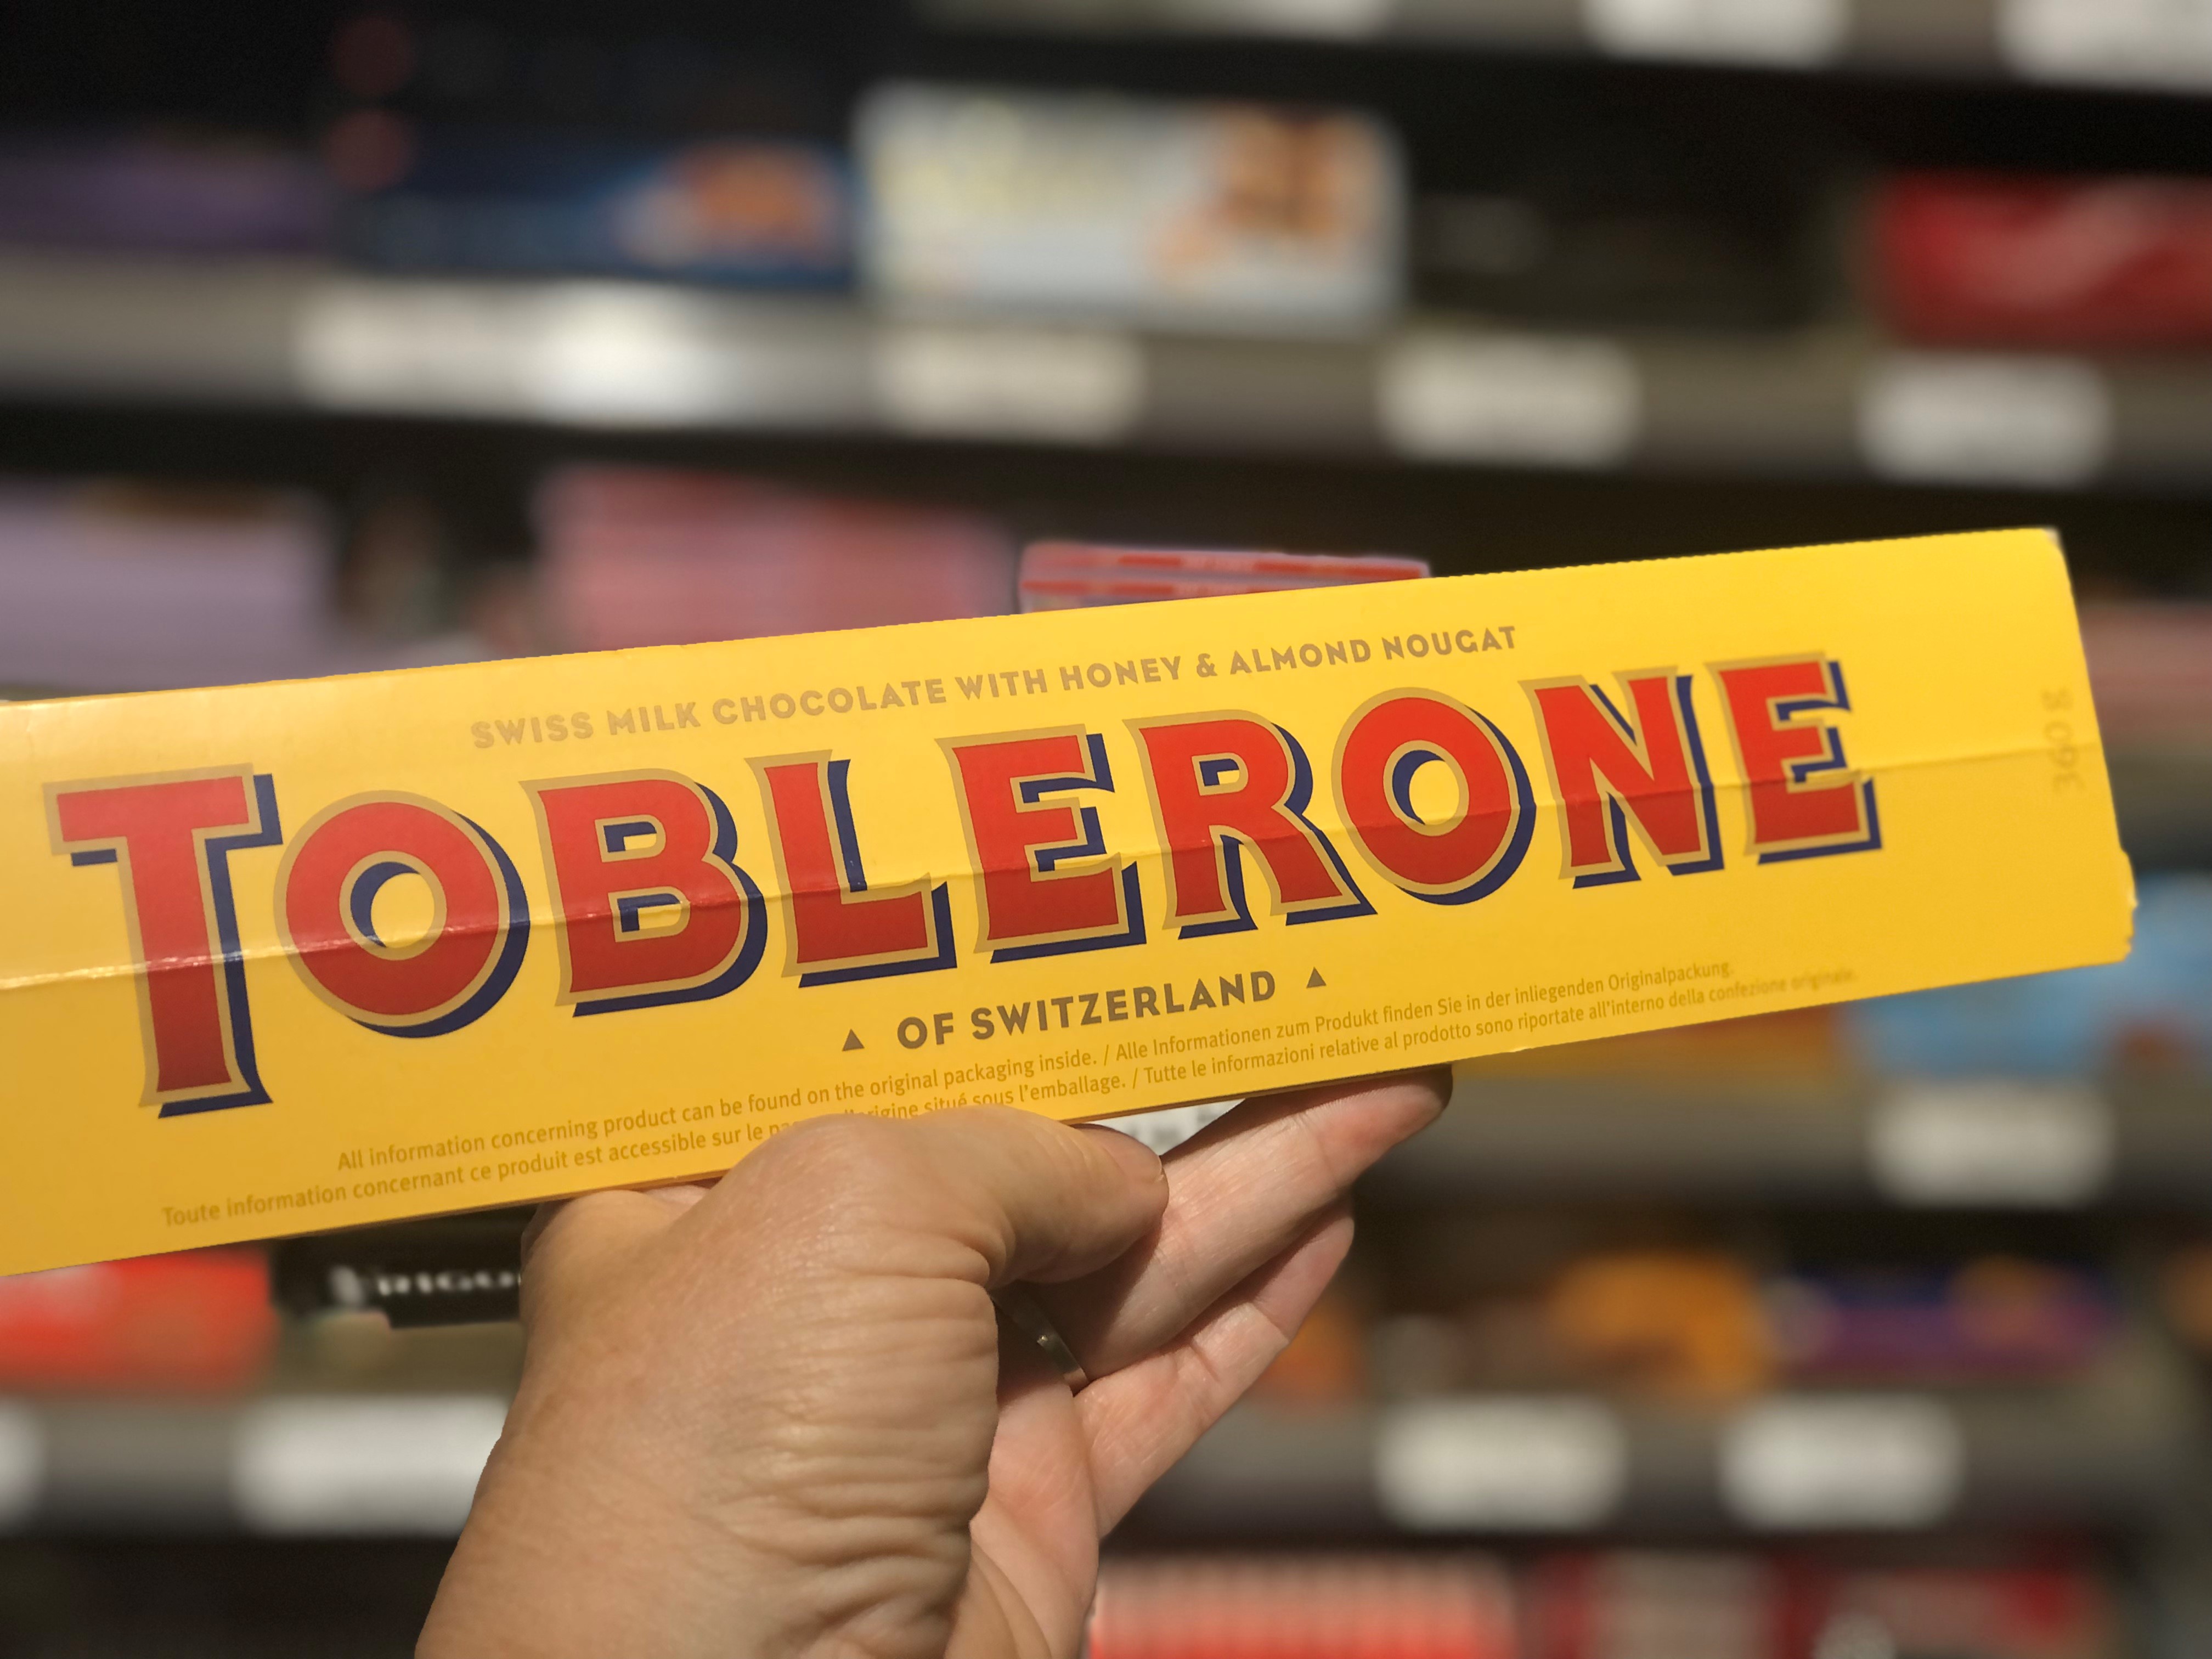 SWISS MILK CHOCOLATE WITH HONEY & ALMOND NOUGAT
TOBLERONE
▲ OF SWITZERLAND ▲
All information concerning product can be found on the original packaging inside. / Alle Informationen zum Produkt finden Sie in der inliegenden Originalpackung.
Toute information concernant ce produit est accessible sur le situé sous l'emballage. / Tutte le informazioni relative al prodotto sono riportate all'interno della confezione originale.